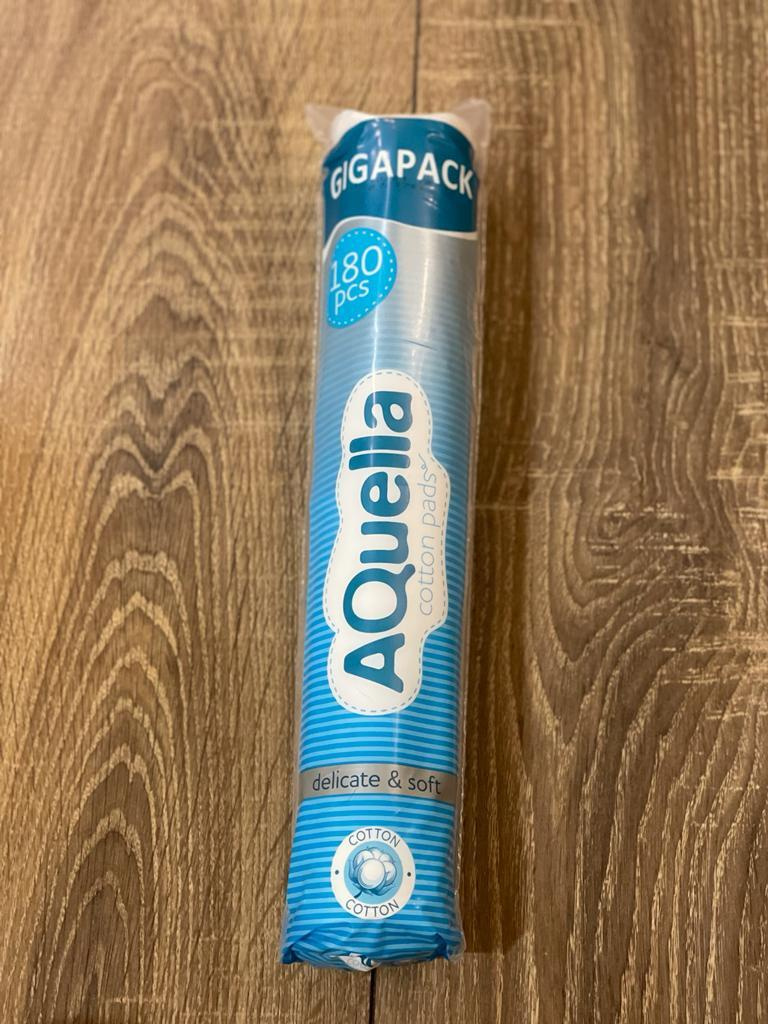 GIGAPACK
180
pcs
AQuella
cotton pads
delicate & soft
COTTON
COTTON